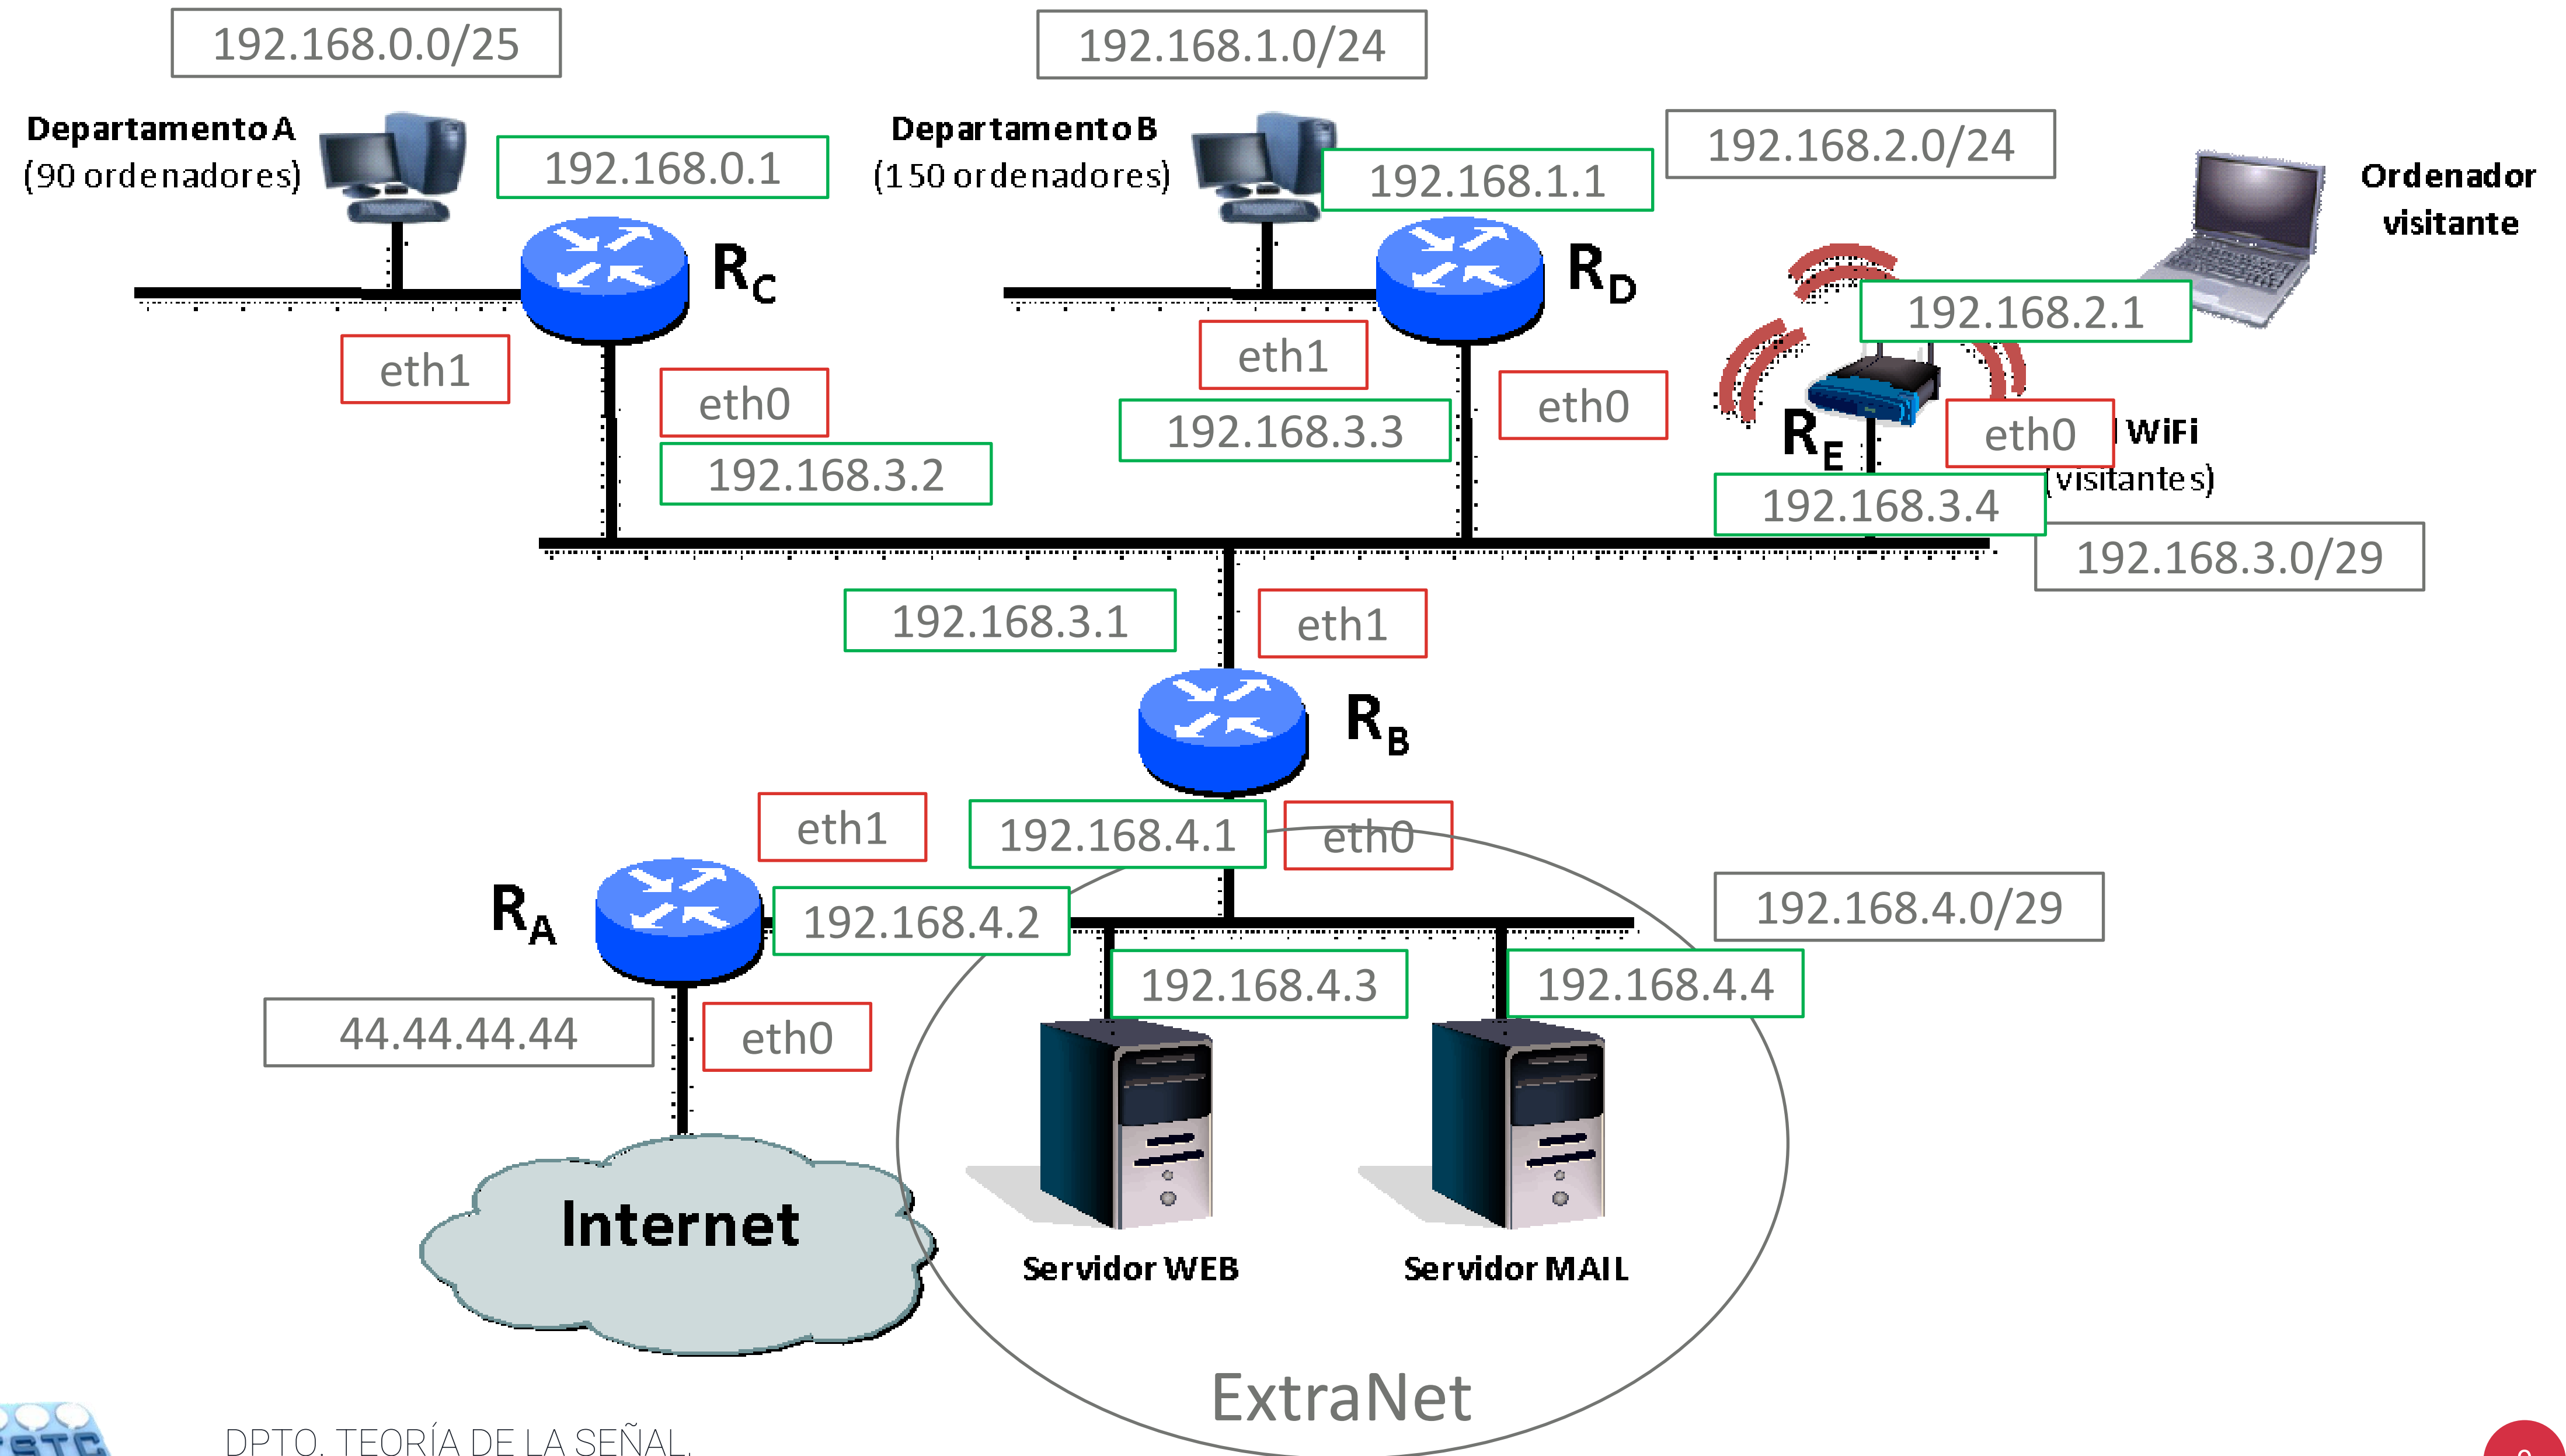 192.168.0.0/25
192.168.1.0/24
Departamento A
(90 ordenadores)
192.168.0.1
Departamento B
(150 ordenadores)
192.168.1.1
192.168.2.0/24
Ordenador
visitante
RC
RD
192.168.2.1
eth1
eth0
192.168.3.2
eth1
192.168.3.3
eth0
RE
eth0
WiFi
(visitantes)
192.168.3.4
192.168.3.0/29
192.168.3.1
eth1
RB
eth1
192.168.4.1
eth0
RA
192.168.4.2
192.168.4.0/29
192.168.4.3
192.168.4.4
44.44.44.44
eth0
Internet
Servidor WEB
Servidor MAIL
ExtraNet
DPTO. TEORÍA DE LA SEÑAL,